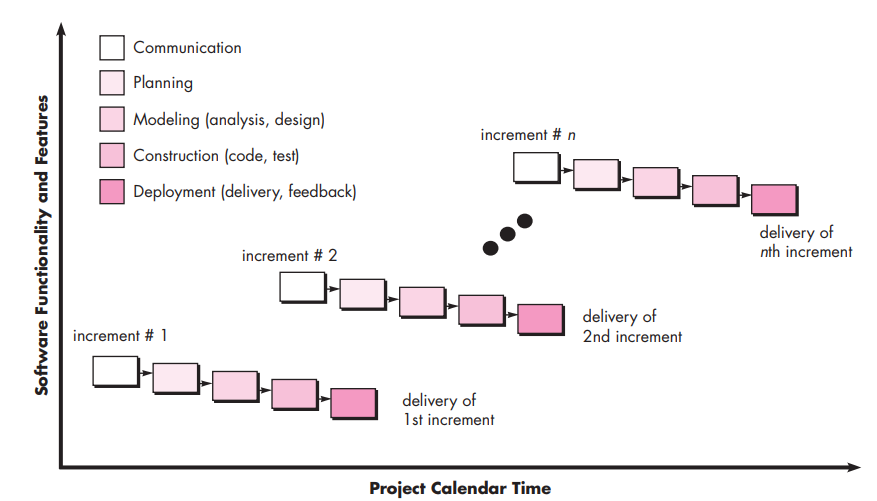 Communication
Planning
Modeling (analysis, design)
Construction (code, test)
Deployment (delivery, feedback)
increment # n
delivery of
nth increment
increment # 2
delivery of
2nd increment
increment # 1
delivery of
1st increment
Software Functionality and Features
Project Calendar Time